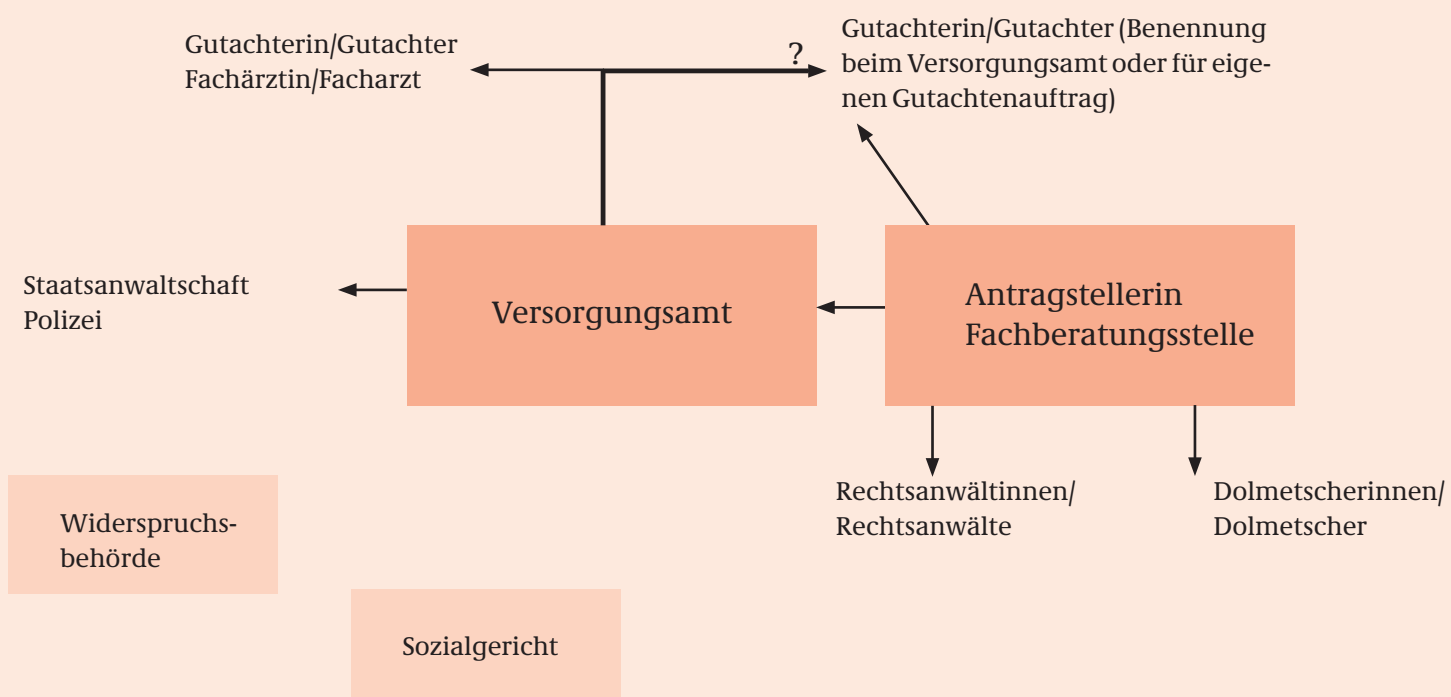 Gutachterin/Gutachter
Fachärztin/Facharzt
?
Gutachterin/Gutachter (Benennung
beim Versorgungsamt oder für eige-
nen Gutachtenauftrag)
Staatsanwaltschaft
Polizei
Versorgungsamt
Antragstellerin
Fachberatungsstelle
Rechtsanwältinnen/
Rechtsanwälte
Dolmetscherinnen/
Dolmetscher
Widerspruchs-
behörde
Sozialgericht